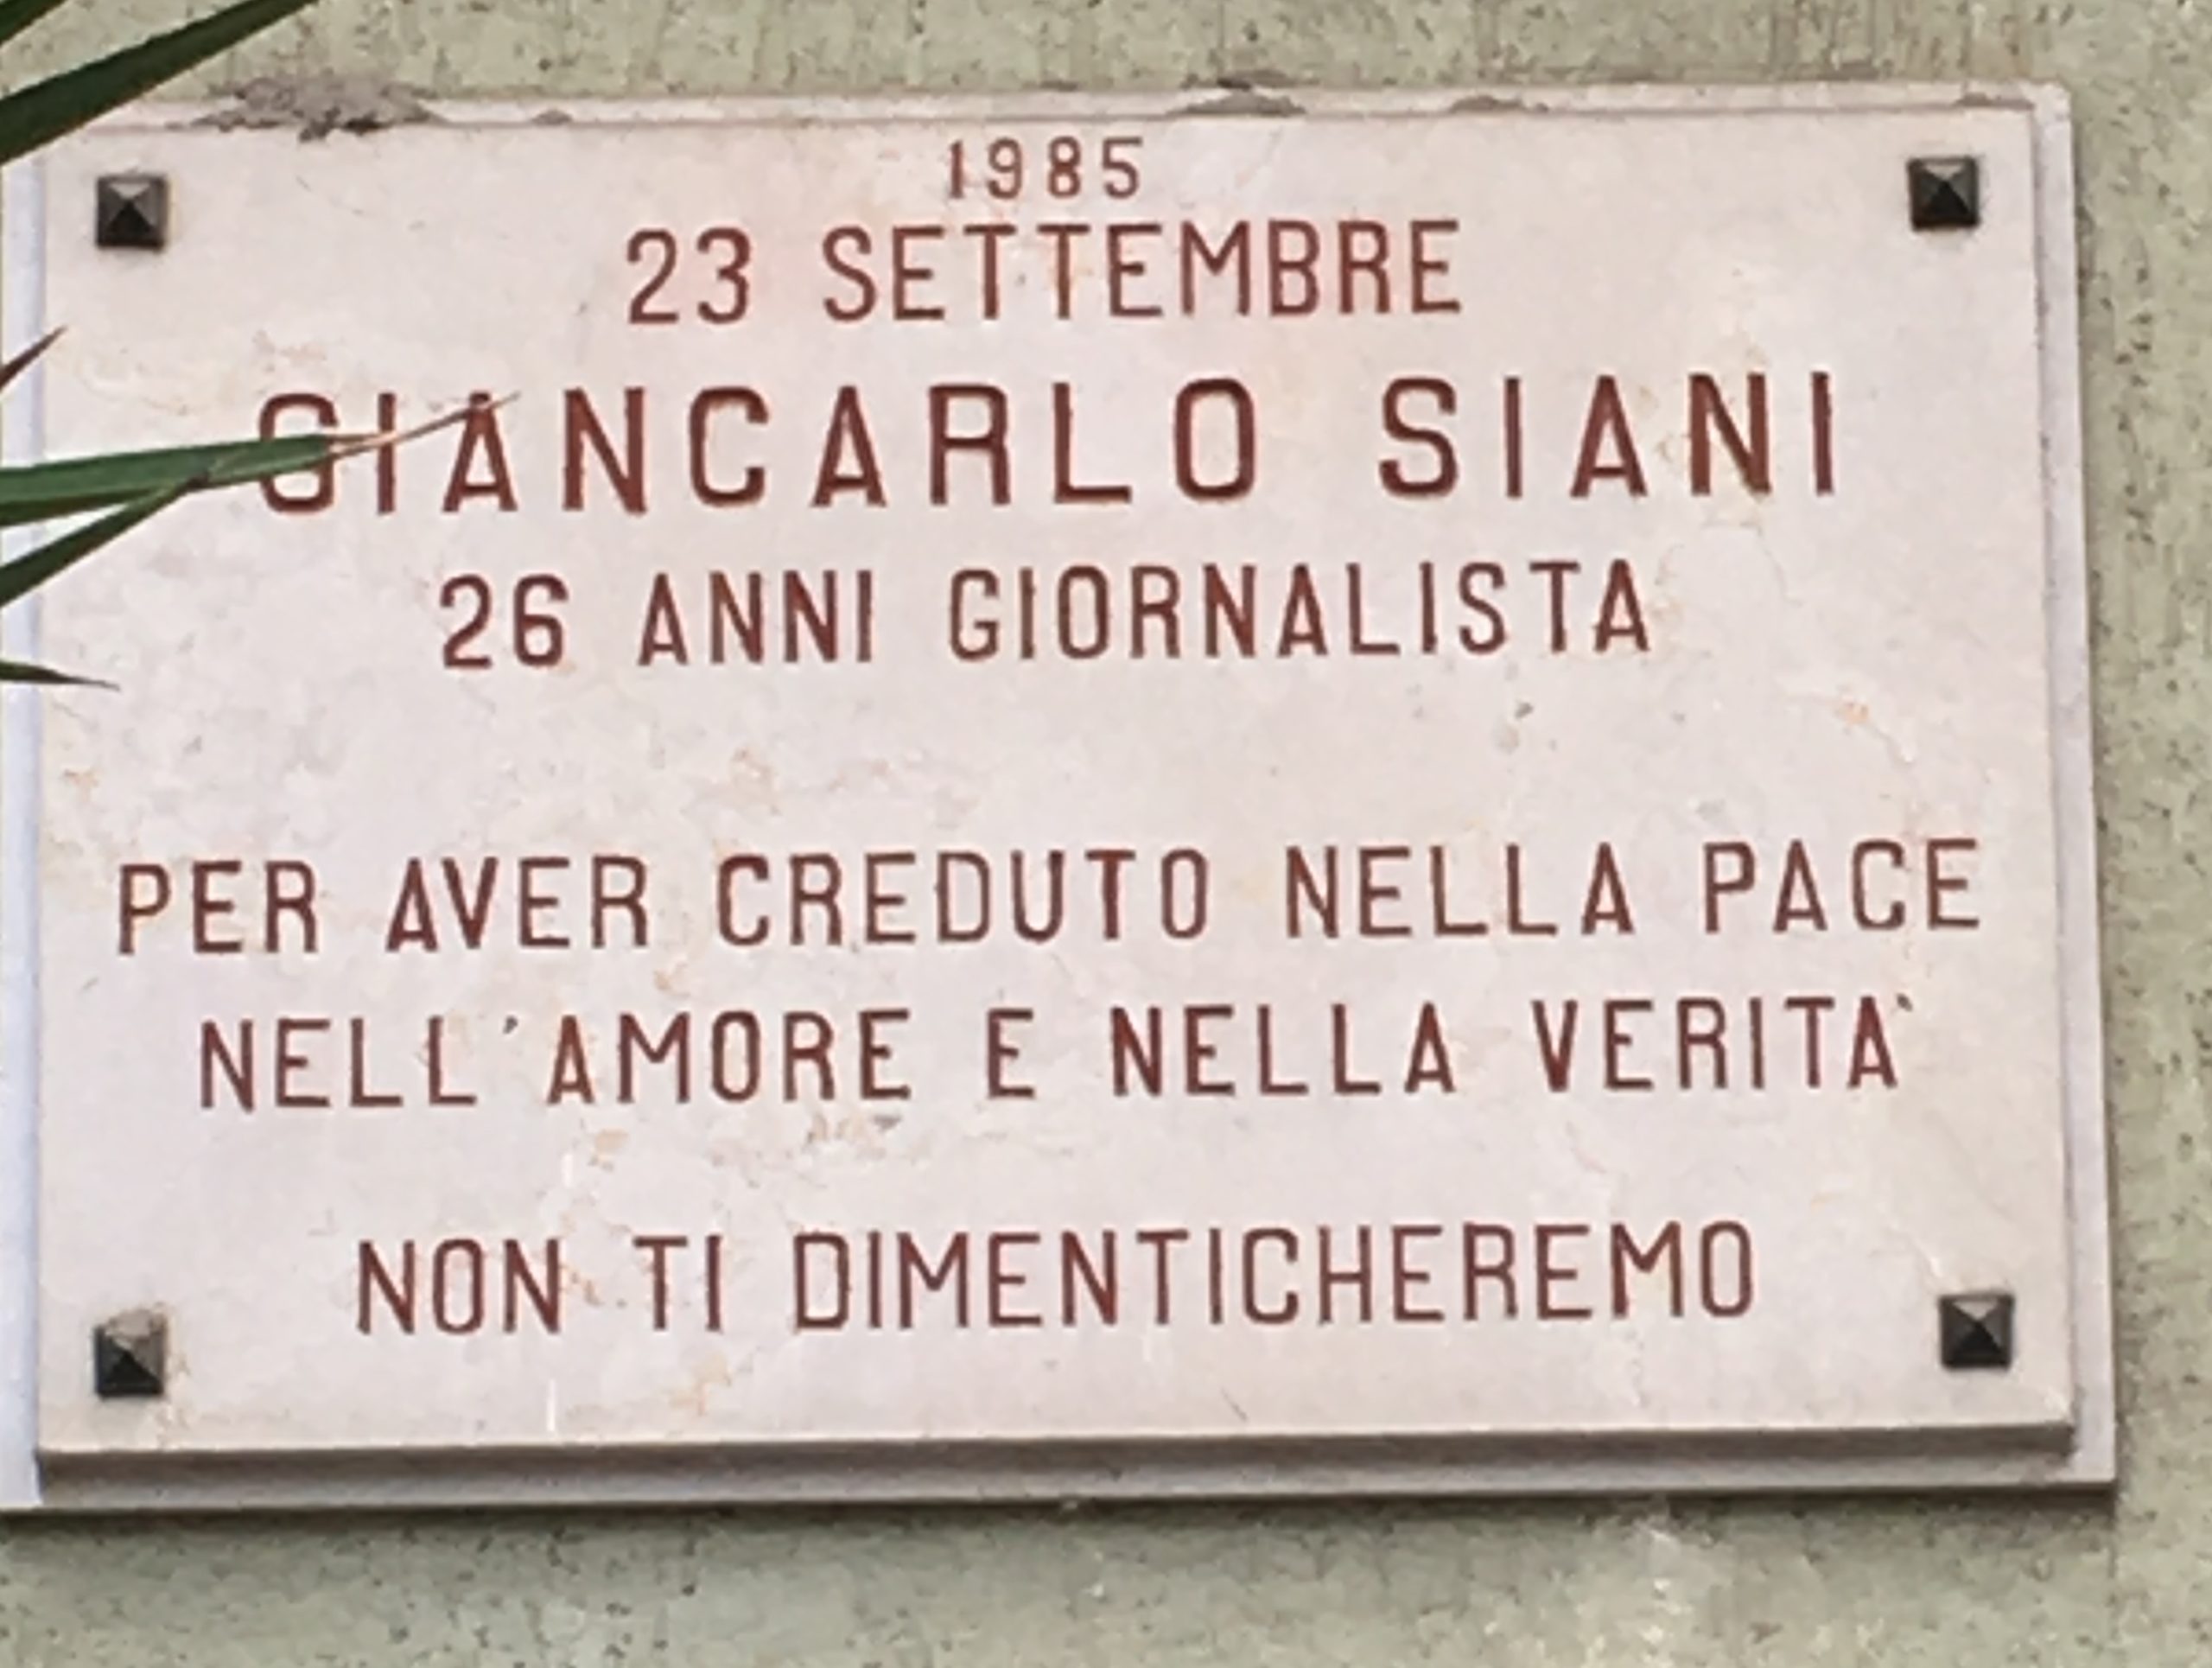 1985
23 SETTEMBRE
GIANCARLO SIANI
26 ANNI GIORNALISTA
PER AVER CREDUTO NELLA PACE
NELL'AMORE E NELLA VERITA'
NON TI DIMENTICHEREMO